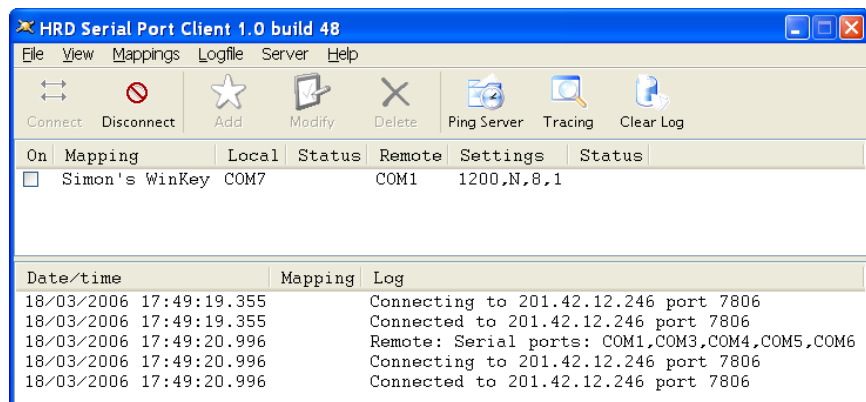 HRD Serial Port Client 1.0 build 48
File View Mappings Logfile Server Help
Connect Disconnect Add Modify Delete Ping Server Tracing Clear Log
On Mapping Local Status Remote Settings Status
Simon's WinKey COM7 COM1 1200,N,8,1
Date/time Mapping Log
18/03/2006 17:49:19.355 Connecting to 201.42.12.246 port 7806
18/03/2006 17:49:19.355 Connected to 201.42.12.246 port 7806
18/03/2006 17:49:20.996 Remote: Serial ports: COM1,COM3,COM4,COM5,COM6
18/03/2006 17:49:20.996 Connecting to 201.42.12.246 port 7806
18/03/2006 17:49:20.996 Connected to 201.42.12.246 port 7806